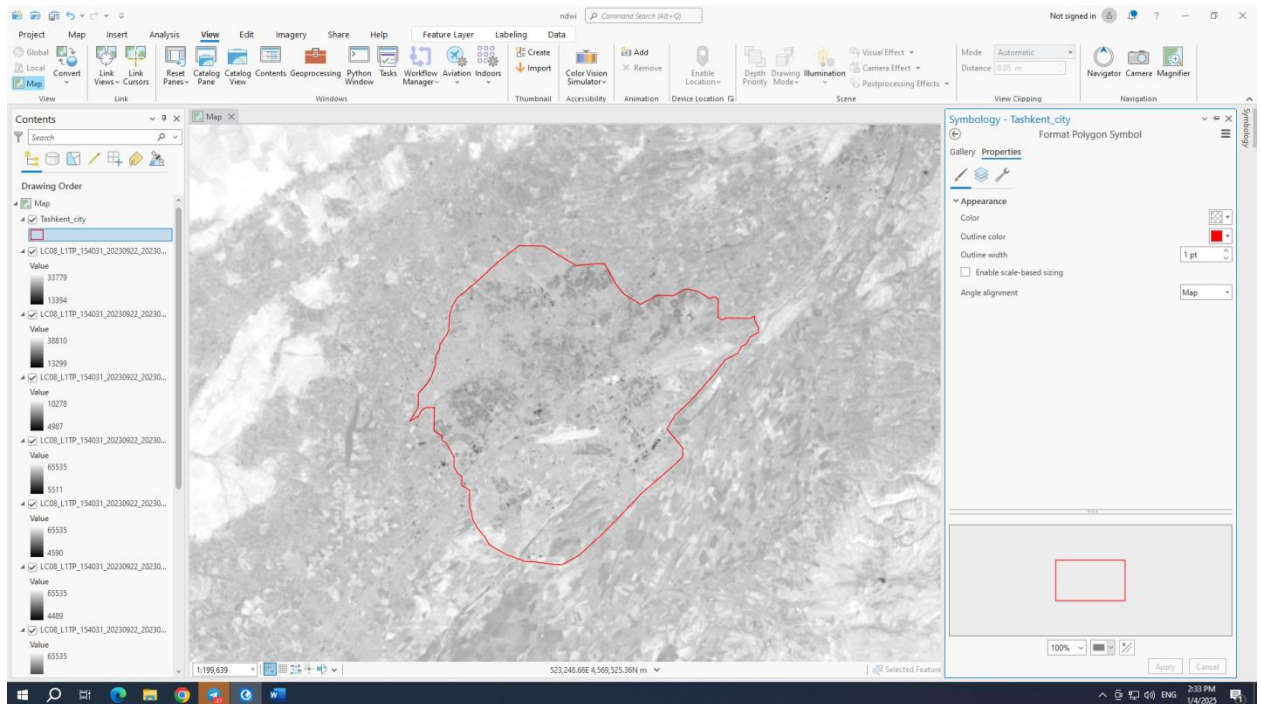 ndwi
Command Search (Alt+Q)
Not signed in
?
Project Map Insert Analysis View Edit Imagery Share Help Feature Layer Labeling Data
Global
Local
Map
Convert
View
Link Views
Link Cursors
Link
Reset Panes
Catalog Pane
Catalog View
Contents
Geoprocessing
Python Window
Tasks
Workflow Manager
Aviation
Indoors
Windows
Create
Import
Thumbnail
Color Vision Simulator
Accessibility
Add
Remove
Animation
Enable Location
Device Location
Depth Priority
Drawing Mode
Illumination
Visual Effect
Camera Effect
Postprocessing Effects
Scene
Mode Automatic
Distance 0.05 m
View Clipping
Navigator
Camera
Magnifier
Navigation
Contents
Search
Drawing Order
Map
Tashkent_city
LC08_L1TP_154031_20230922_20230...
Value
33779
13394
LC08_L1TP_154031_20230922_20230...
Value
38810
13299
LC08_L1TP_154031_20230922_20230...
Value
10278
4987
LC08_L1TP_154031_20230922_20230...
Value
65535
5511
LC08_L1TP_154031_20230922_20230...
Value
65535
4590
LC08_L1TP_154031_20230922_20230...
Value
65535
4489
LC08_L1TP_154031_20230922_20230...
Value
65535
Map
1:199,639
523,248.66E 4,569,525.36N m
Selected Feature
Symbology - Tashkent_city
Format Polygon Symbol
Gallery Properties
Appearance
Color
Outline color
Outline width 1 pt
Enable scale-based sizing
Angle alignment Map
100%
Apply Cancel
Symbology
ENG
2:33 PM
1/4/2025